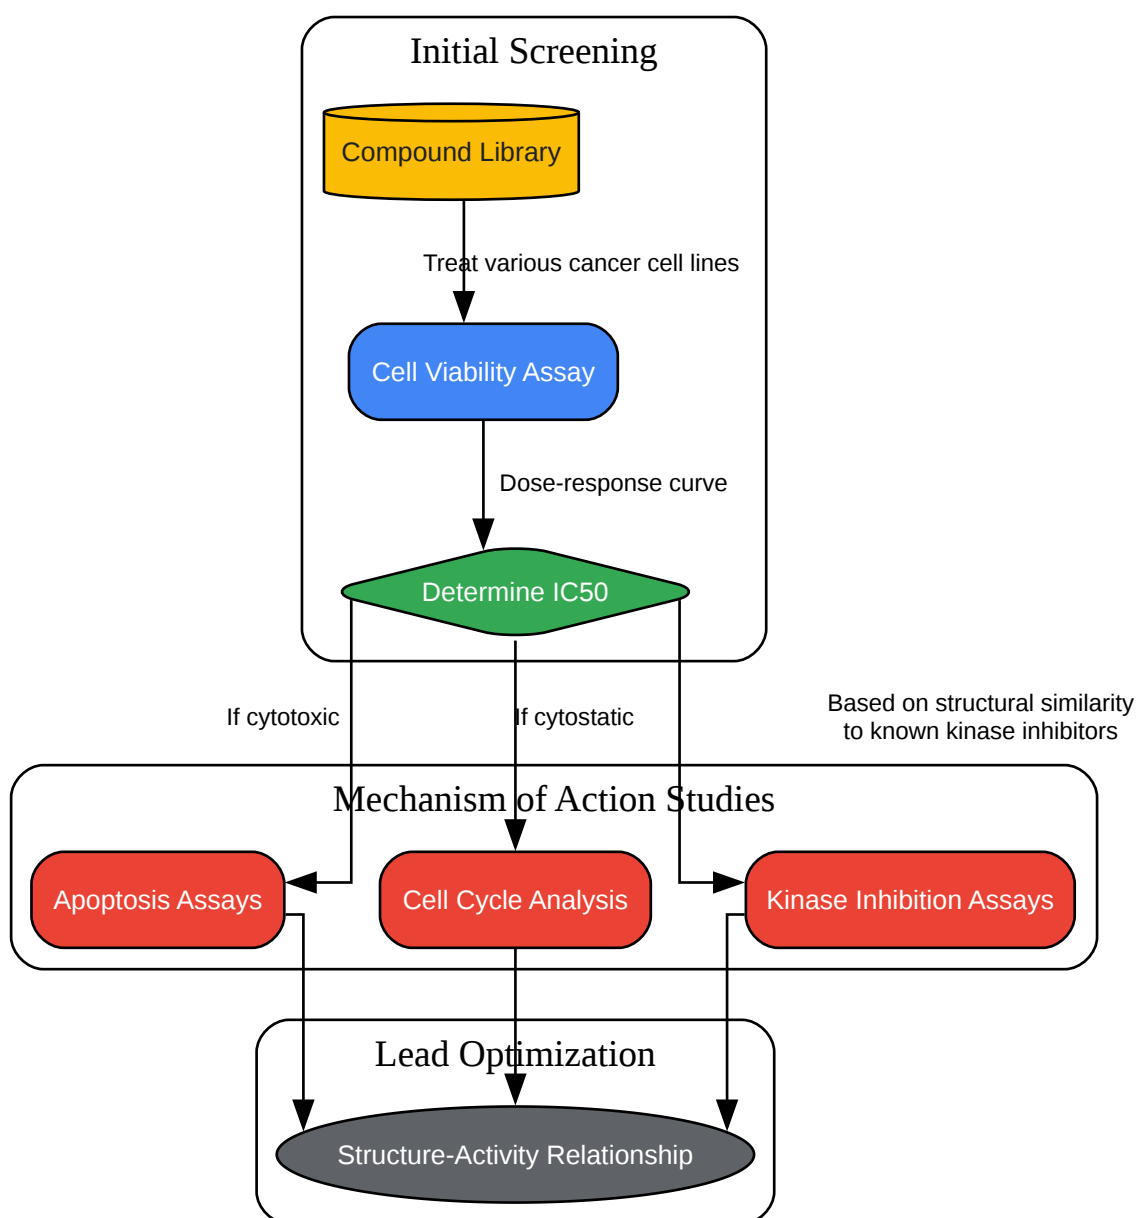 Initial Screening
Compound Library
Treat various cancer cell lines
Cell Viability Assay
Dose-response curve
Determine IC50
If cytotoxic
If cytostatic
Based on structural similarity
to known kinase inhibitors
Mechanism of Action Studies
Apoptosis Assays
Cell Cycle Analysis
Kinase Inhibition Assays
Lead Optimization
Structure-Activity Relationship